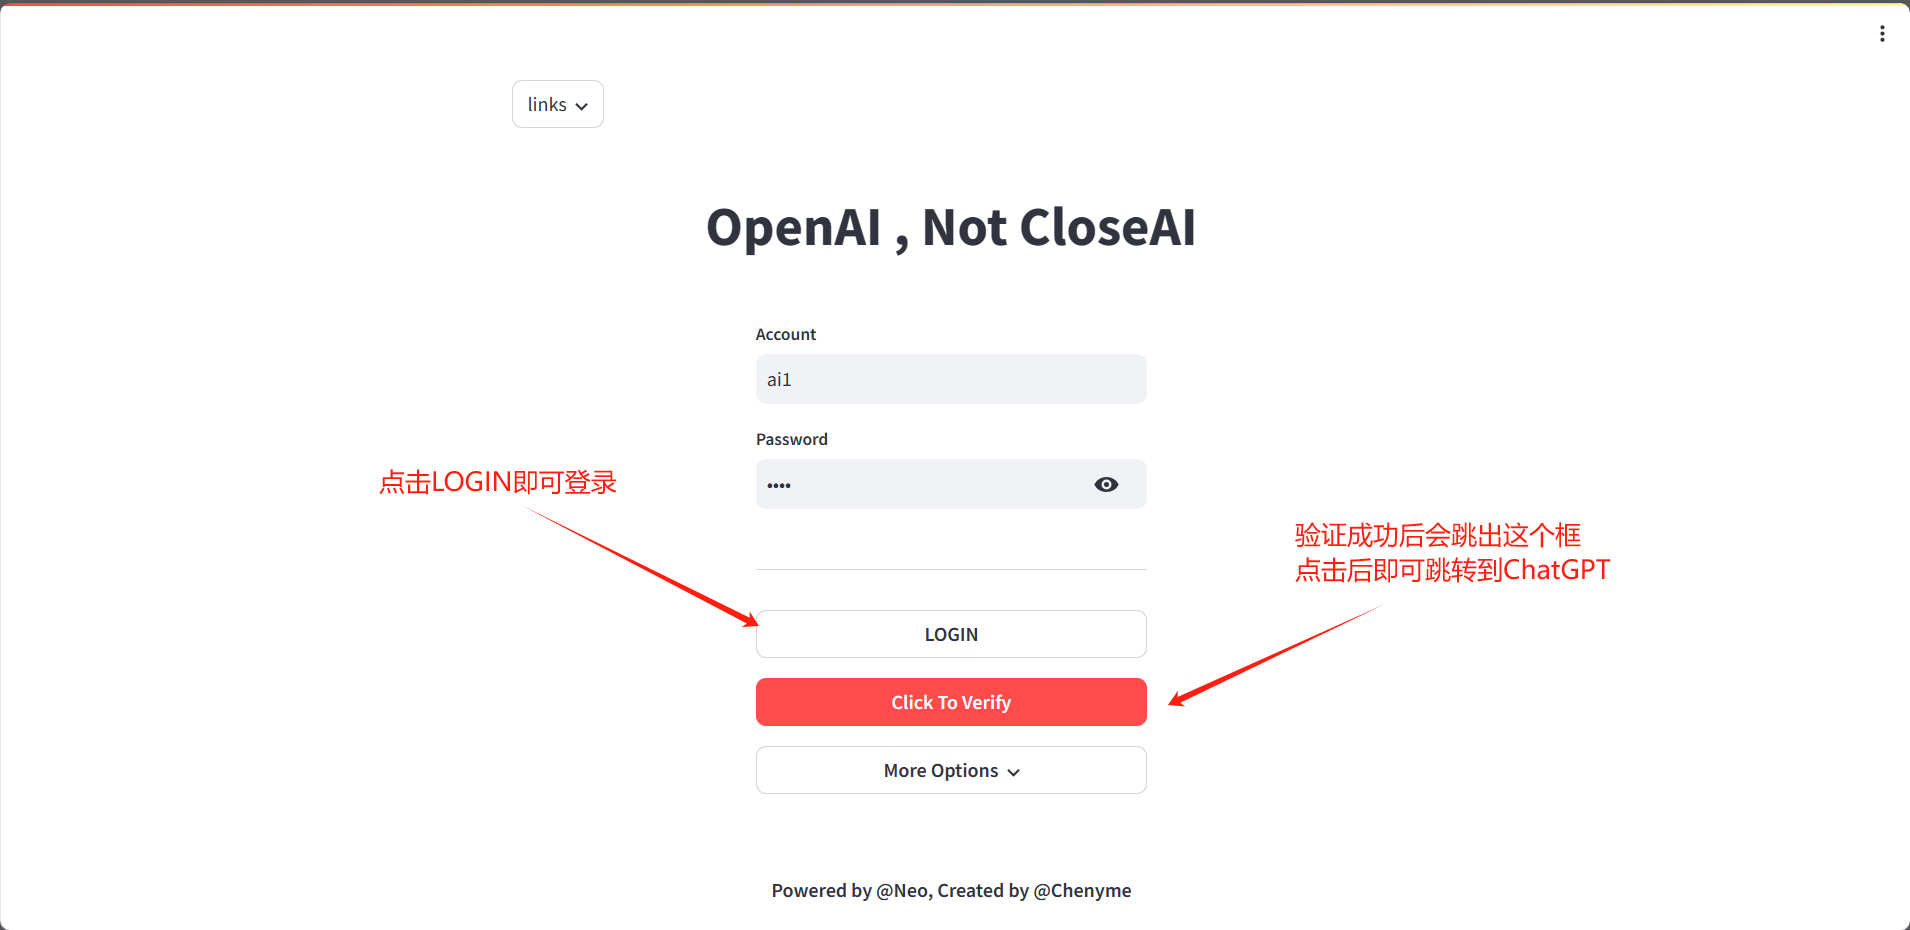 links
OpenAI , Not CloseAI
Account
ai1
Password
••••
点击LOGIN即可登录
验证成功后会跳出这个框
点击后即可跳转到ChatGPT
LOGIN
Click To Verify
More Options
Powered by @Neo, Created by @Chenyme